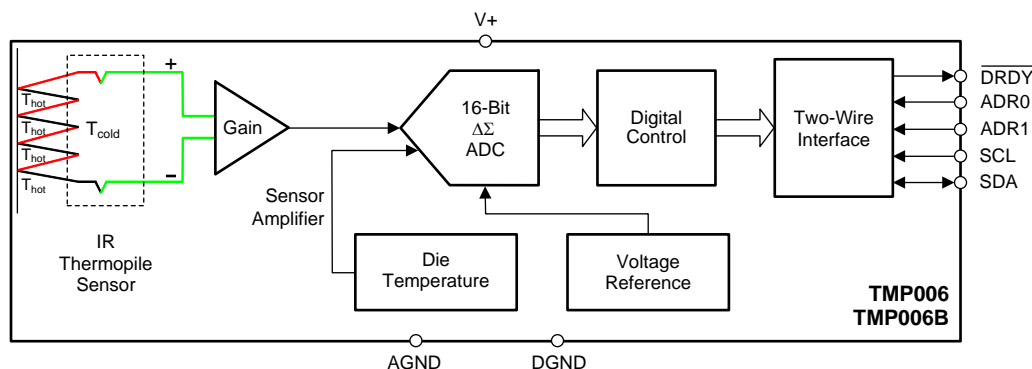 V+
+
T_hot
T_hot
T_hot
T_hot
T_cold
−
Gain
16-Bit
ΔΣ
ADC
Digital
Control
Two-Wire
Interface
DRDY
ADR0
ADR1
SCL
SDA
Sensor
Amplifier
IR
Thermopile
Sensor
Die
Temperature
Voltage
Reference
TMP006
TMP006B
AGND
DGND